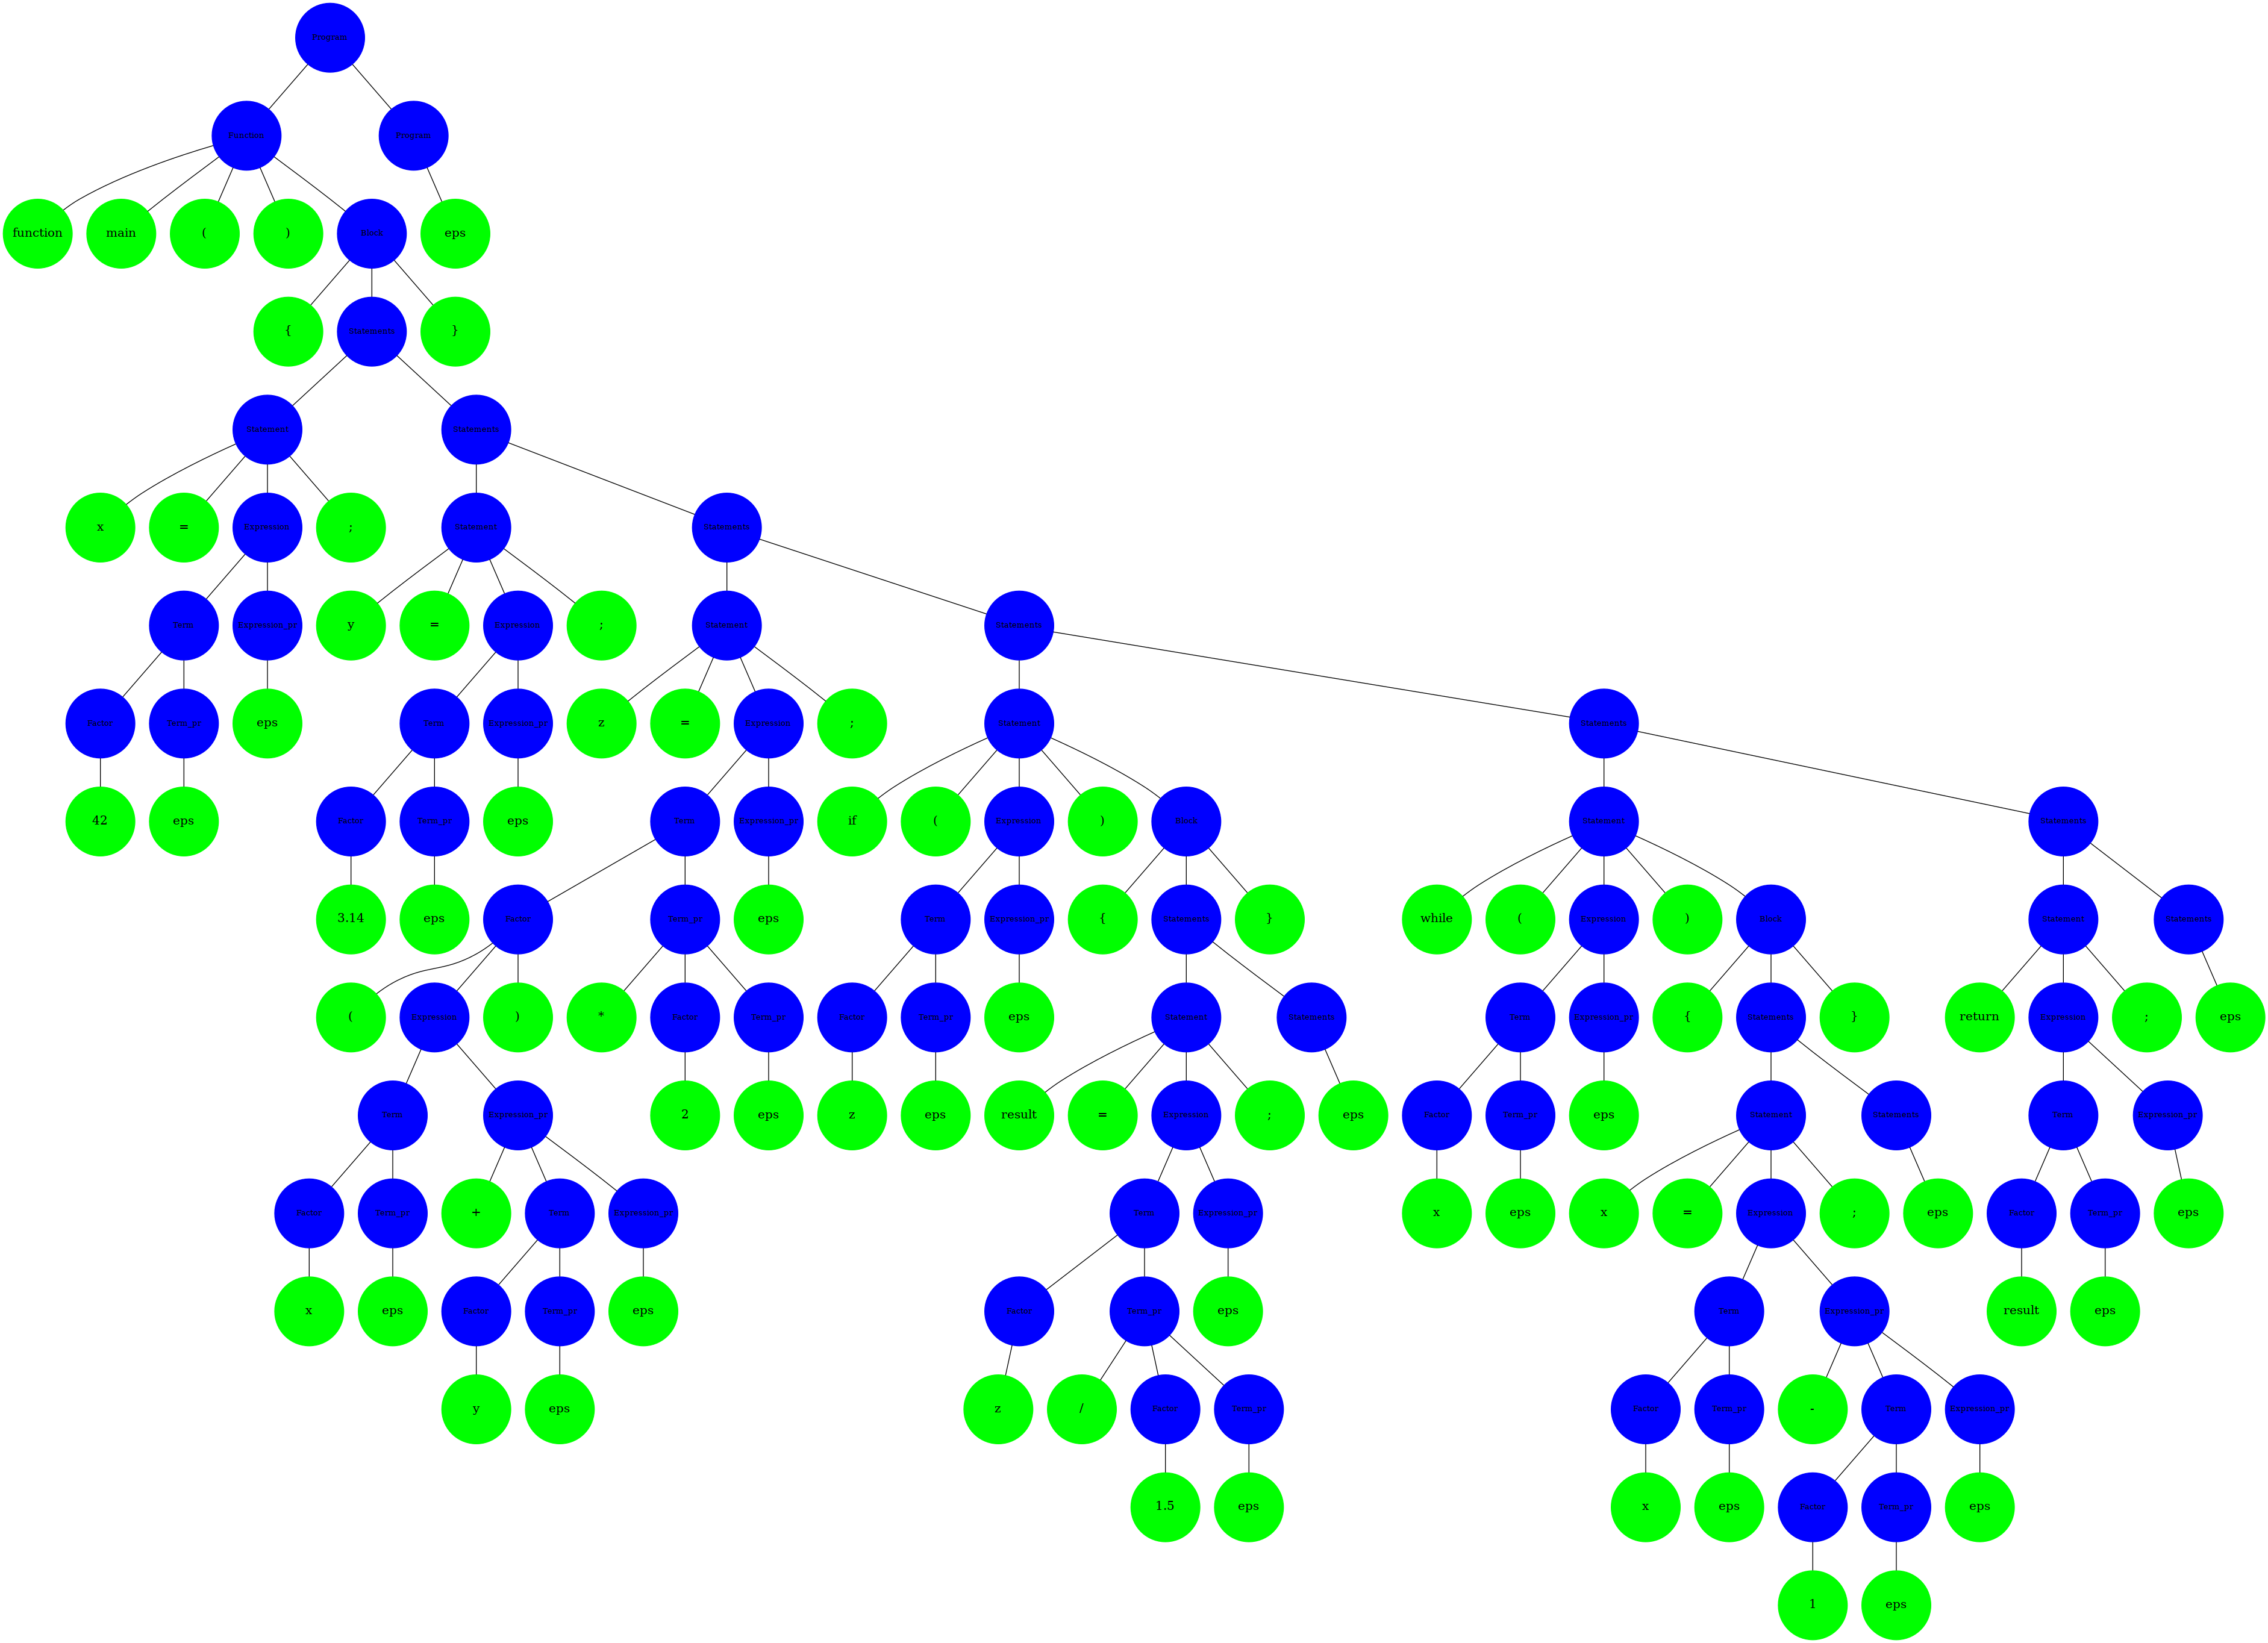 Program
Function Program
function main ( ) Block eps
{ Statements }
Statement Statements
x = Expression ; Statement Statements
Term Expression_pr y = Expression ; Statement Statements
Factor Term_pr eps Term Expression_pr z = Expression ; Statement Statements
42 eps Factor Term_pr eps Term Expression_pr if ( Expression ) Block Statement Statements
3.14 eps Factor Term_pr eps Term Expression_pr { Statements } while ( Expression ) Block Statement Statements
( Expression ) * Factor Term_pr Factor Term_pr eps Statement Statements Term Expression_pr { Statements } return Expression ; eps
Term Expression_pr 2 eps z eps result = Expression ; eps Factor Term_pr eps Statement Statements Term Expression_pr
Factor Term_pr + Term Expression_pr Term Expression_pr x eps x = Expression ; eps Factor Term_pr eps
x eps Factor Term_pr eps Factor Term_pr eps Term Expression_pr result eps
y eps z / Factor Term_pr Factor Term_pr - Term Expression_pr
1.5 eps x eps Factor Term_pr eps
1 eps